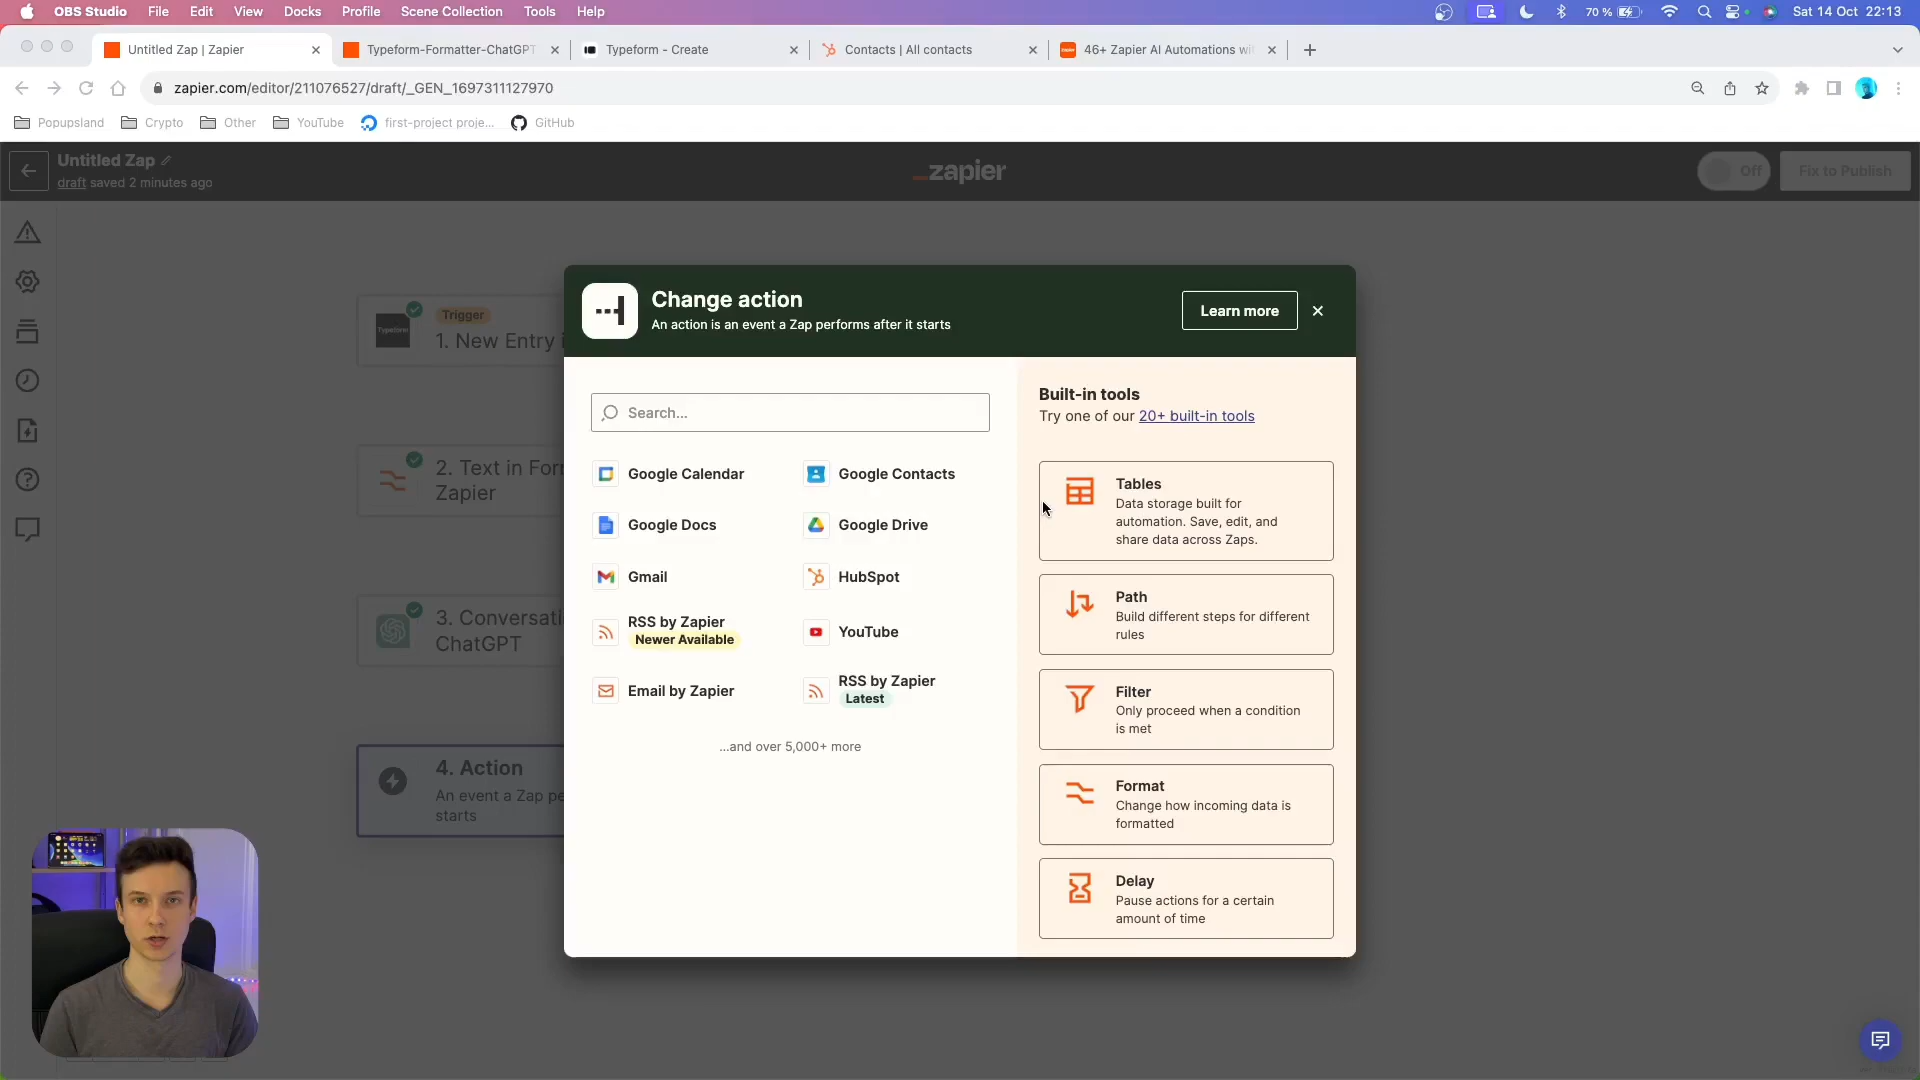 OBS Studio File Edit View Docks Profile Scene Collection Tools Help 70 % Sat 14 Oct 22:13
Untitled Zap | Zapier Typeform-Formatter-ChatGPT Typeform - Create Contacts | All contacts 46+ Zapier AI Automations wi
zapier.com/editor/211076527/draft/_GEN_1697311127970
Popupsland Crypto Other YouTube first-project proje... GitHub
Untitled Zap
draft saved 2 minutes ago
_zapier
Off
Fix to Publish
Trigger
Typeform
1. New Entry i
2. Text in For
Zapier
3. Conversati
ChatGPT
4. Action
An event a Zap pe
starts
Change action
An action is an event a Zap performs after it starts
Learn more
Search...
Google Calendar
Google Contacts
Google Docs
Google Drive
Gmail
HubSpot
RSS by Zapier
Newer Available
YouTube
Email by Zapier
RSS by Zapier
Latest
...and over 5,000+ more
Built-in tools
Try one of our 20+ built-in tools
Tables
Data storage built for
automation. Save, edit, and
share data across Zaps.
Path
Build different steps for different
rules
Filter
Only proceed when a condition
is met
Format
Change how incoming data is
formatted
Delay
Pause actions for a certain
amount of time